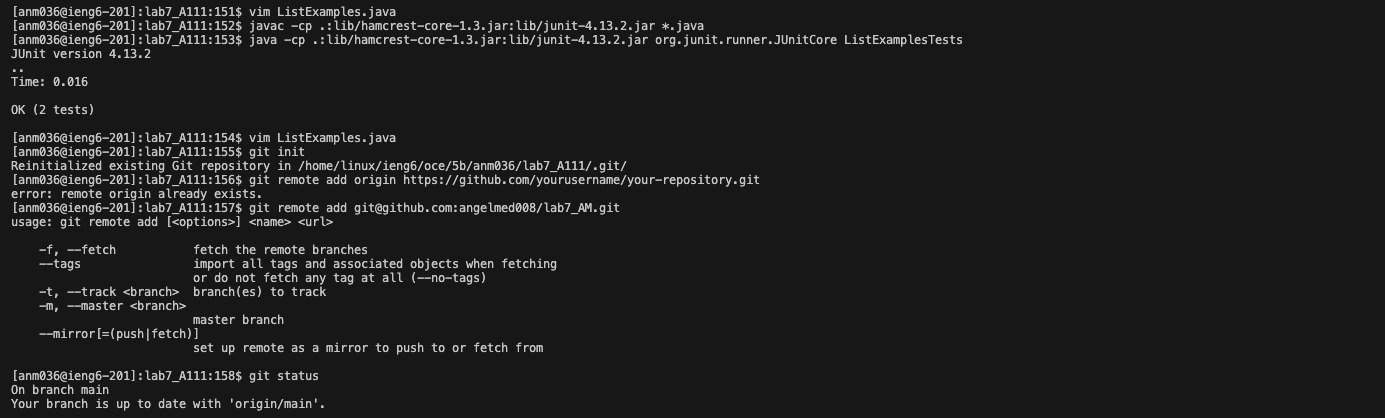 [anm036@ieng6-201]:lab7_A111:151$ vim ListExamples.java
[anm036@ieng6-201]:lab7_A111:152$ javac -cp .:lib/hamcrest-core-1.3.jar:lib/junit-4.13.2.jar *.java
[anm036@ieng6-201]:lab7_A111:153$ java -cp .:lib/hamcrest-core-1.3.jar:lib/junit-4.13.2.jar org.junit.runner.JUnitCore ListExamplesTests
JUnit version 4.13.2
..
Time: 0.016

OK (2 tests)

[anm036@ieng6-201]:lab7_A111:154$ vim ListExamples.java
[anm036@ieng6-201]:lab7_A111:155$ git init
Reinitialized existing Git repository in /home/linux/ieng6/oce/5b/anm036/lab7_A111/.git/
[anm036@ieng6-201]:lab7_A111:156$ git remote add origin https://github.com/yourusername/your-repository.git
error: remote origin already exists.
[anm036@ieng6-201]:lab7_A111:157$ git remote add git@github.com:angelmed008/lab7_AM.git
usage: git remote add [<options>] <name> <url>

    -f, --fetch           fetch the remote branches
    --tags                import all tags and associated objects when fetching
                          or do not fetch any tag at all (--no-tags)
    -t, --track <branch>  branch(es) to track
    -m, --master <branch>
                          master branch
    --mirror[=(push|fetch)]
                          set up remote as a mirror to push to or fetch from

[anm036@ieng6-201]:lab7_A111:158$ git status
On branch main
Your branch is up to date with 'origin/main'.